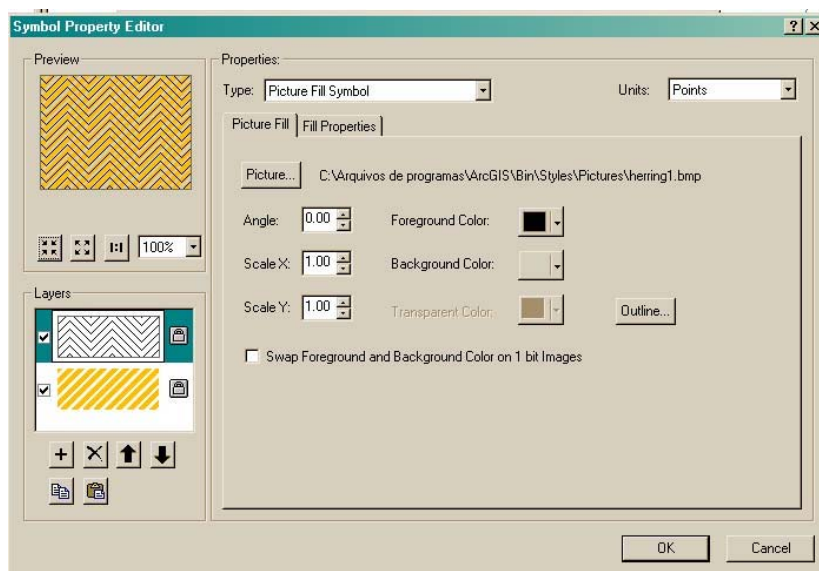 Symbol Property Editor
Preview
100%
Layers
Properties:
Type: Picture Fill Symbol
Units: Points
Picture Fill
Fill Properties
Picture... C:\Arquivos de programas\ArcGIS\Bin\Styles\Pictures\herring1.bmp
Angle: 0.00 Foreground Color:
Scale X: 1.00 Background Color:
Scale Y: 1.00 Transparent Color: Outline...
Swap Foreground and Background Color on 1 bit Images
OK Cancel